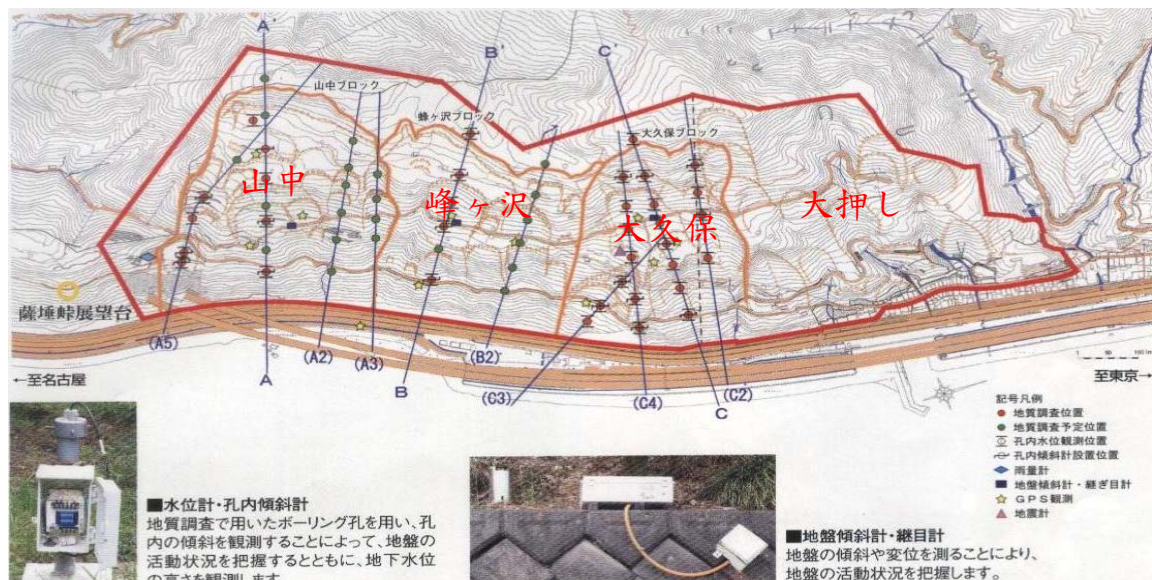 A'
B'
C'
山中ブロック
蜂ヶ沢ブロック
大久保ブロック
山中
峰ヶ沢
大久保
大押し
薩埵峠展望台
(A5)
(A2)
(A3)
(B2)
(C3)
(C4)
(C2)
A
B
C
←至名古屋
至東京→
記号凡例
地質調査位置
地質調査予定位置
孔内水位観測位置
孔内傾斜計設置位置
雨量計
地盤傾斜計・継ぎ目計
GPS観測
地震計
■水位計・孔内傾斜計
地質調査で用いたボーリング孔を用い、孔
内の傾斜を観測することによって、地盤の
活動状況を把握するとともに、地下水位
の高さを観測します
■地盤傾斜計・継目計
地盤の傾斜や変位を測ることにより、
地盤の活動状況を把握します。